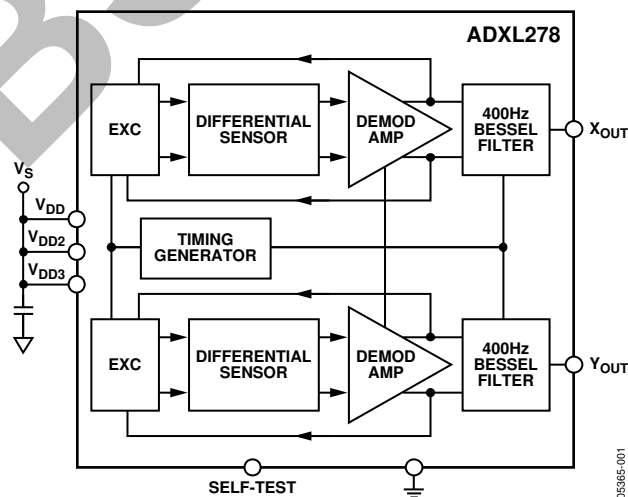 ADXL278
EXC
DIFFERENTIAL
SENSOR
DEMOD
AMP
400Hz
BESSEL
FILTER
XOUT
VS
VDD
VDD2
VDD3
TIMING
GENERATOR
EXC
DIFFERENTIAL
SENSOR
DEMOD
AMP
400Hz
BESSEL
FILTER
YOUT
SELF-TEST
05365-001